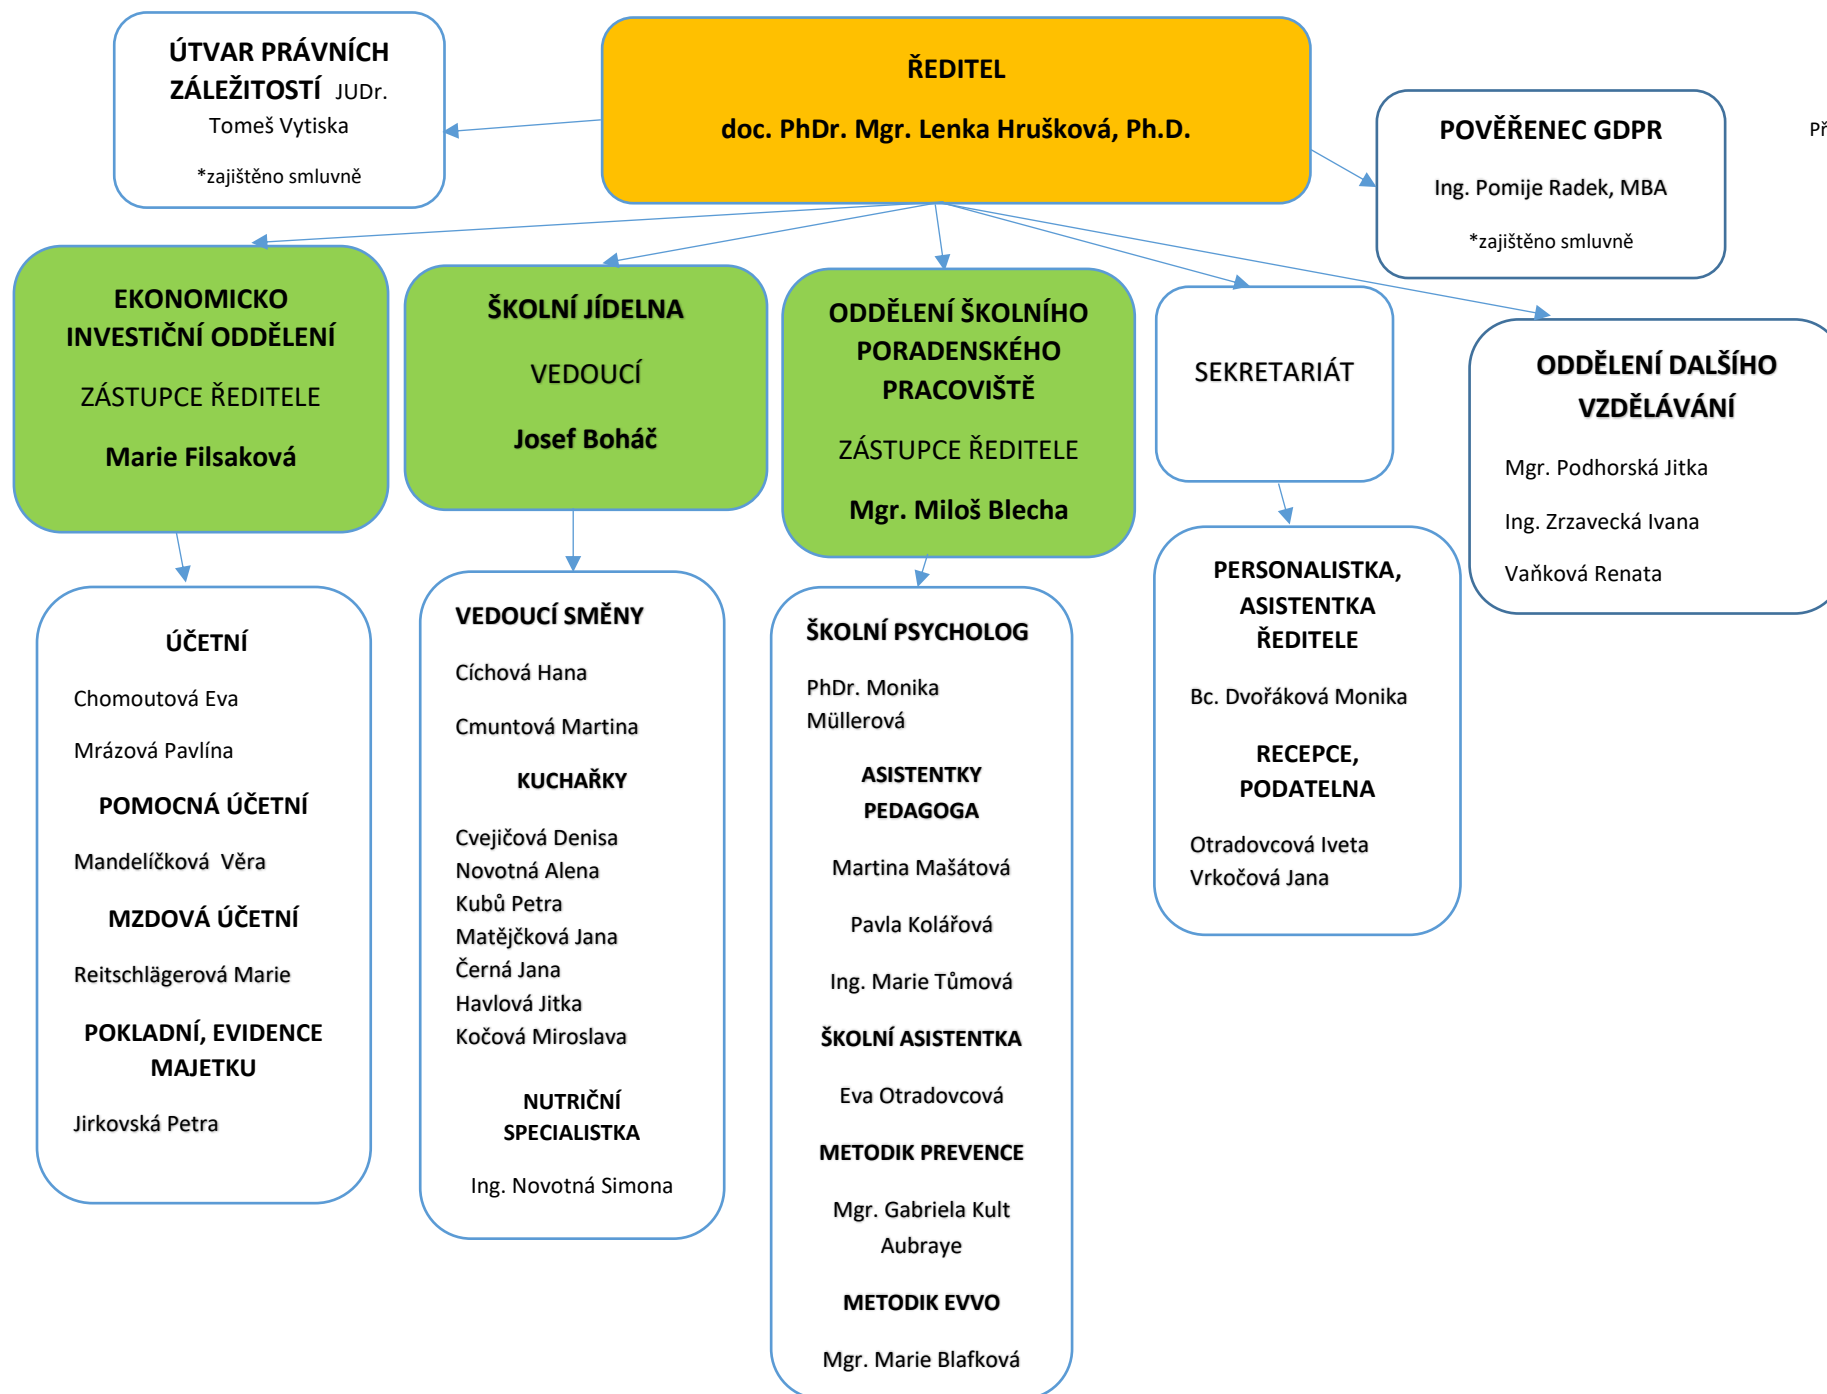 ÚTVAR PRÁVNÍCH
ZÁLEŽITOSTÍ JUDr.
Tomeš Vytiska
*zajištěno smluvně
ŘEDITEL
doc. PhDr. Mgr. Lenka Hrušková, Ph.D.
POVĚŘENEC GDPR
Ing. Pomije Radek, MBA
*zajištěno smluvně
Př
EKONOMICKO
INVESTIČNÍ ODDĚLENÍ
ZÁSTUPCE ŘEDITELE
Marie Filsaková
ŠKOLNÍ JÍDELNA
VEDOUCÍ
Josef Boháč
ODDĚLENÍ ŠKOLNÍHO
PORADENSKÉHO
PRACOVIŠTĚ
ZÁSTUPCE ŘEDITELE
Mgr. Miloš Blecha
SEKRETARIÁT
ODDĚLENÍ DALŠÍHO
VZDĚLÁVÁNÍ
Mgr. Podhorská Jitka
Ing. Zrzavecká Ivana
Vaňková Renata
ÚČETNÍ
Chomoutová Eva
Mrázová Pavlína
POMOCNÁ ÚČETNÍ
Mandelíčková  Věra
MZDOVÁ ÚČETNÍ
Reitschlägerová Marie
POKLADNÍ, EVIDENCE
MAJETKU
Jirkovská Petra
VEDOUCÍ SMĚNY
Cíchová Hana
Cmuntová Martina
KUCHAŘKY
Cvejičová Denisa
Novotná Alena
Kubů Petra
Matějčková Jana
Černá Jana
Havlová Jitka
Kočová Miroslava
NUTRIČNÍ
SPECIALISTKA
Ing. Novotná Simona
ŠKOLNÍ PSYCHOLOG
PhDr. Monika
Müllerová
ASISTENTKY
PEDAGOGA
Martina Mašátová
Pavla Kolářová
Ing. Marie Tůmová
ŠKOLNÍ ASISTENTKA
Eva Otradovcová
METODIK PREVENCE
Mgr. Gabriela Kult
Aubraye
METODIK EVVO
Mgr. Marie Blafková
PERSONALISTKA,
ASISTENTKA
ŘEDITELE
Bc. Dvořáková Monika
RECEPCE,
PODATELNA
Otradovcová Iveta
Vrkočová Jana